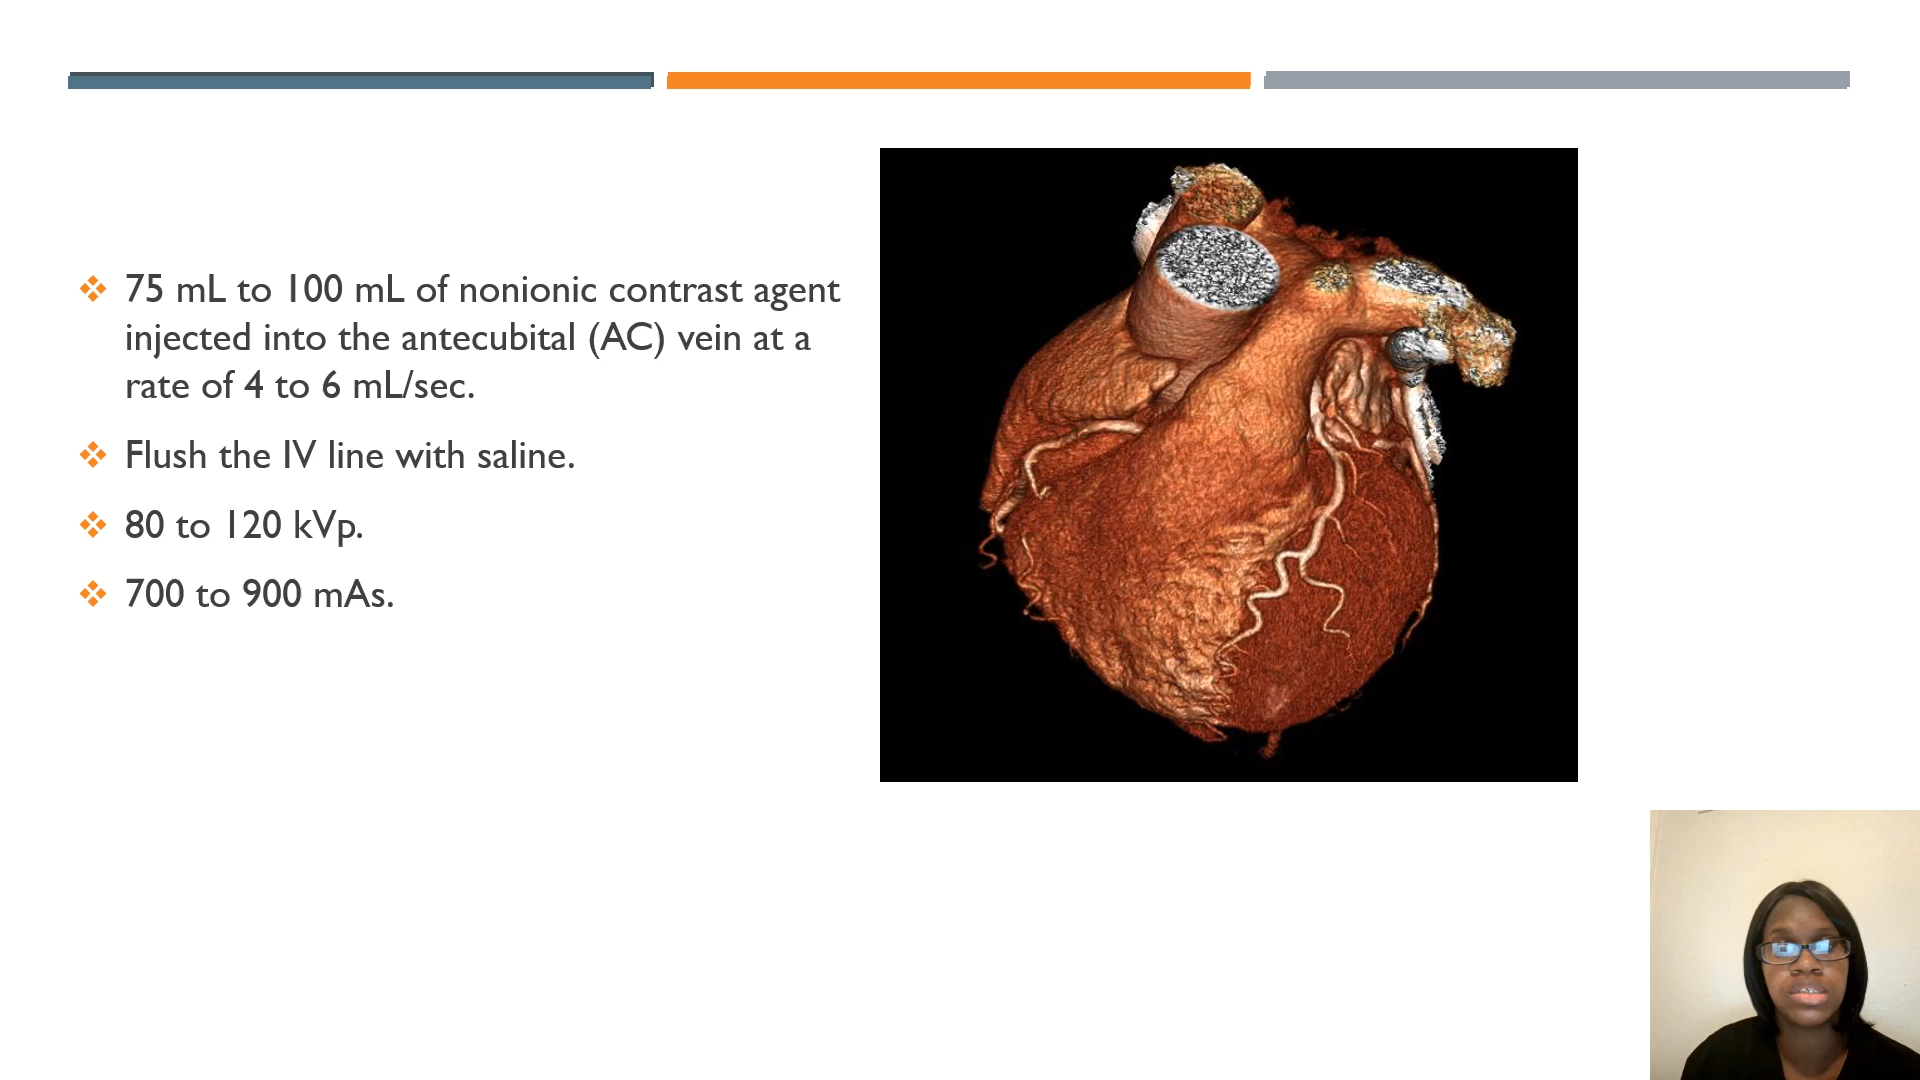 75 mL to 100 mL of nonionic contrast agent
injected into the antecubital (AC) vein at a
rate of 4 to 6 mL/sec.
Flush the IV line with saline.
80 to 120 kVp.
700 to 900 mAs.